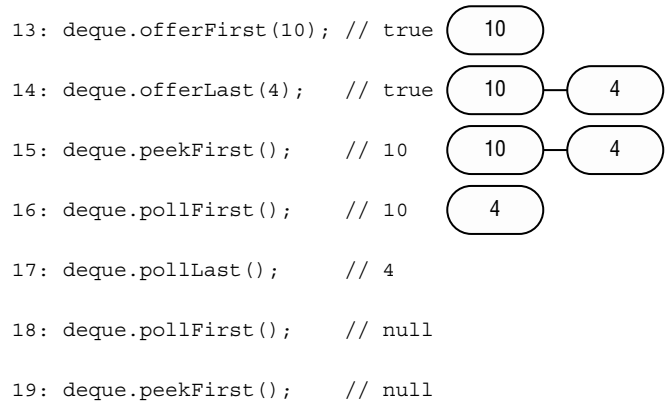 13: deque.offerFirst(10); // true 10
14: deque.offerLast(4); // true 10 4
15: deque.peekFirst(); // 10 10 4
16: deque.pollFirst(); // 10 4
17: deque.pollLast(); // 4
18: deque.pollFirst(); // null
19: deque.peekFirst(); // null